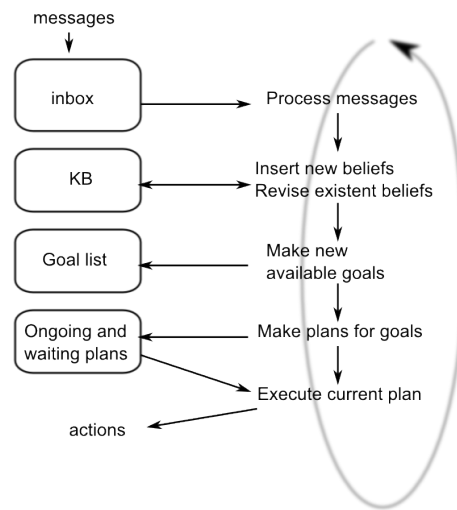 messages
inbox
Process messages
KB
Insert new beliefs
Revise existent beliefs
Goal list
Make new
available goals
Ongoing and
waiting plans
Make plans for goals
Execute current plan
actions